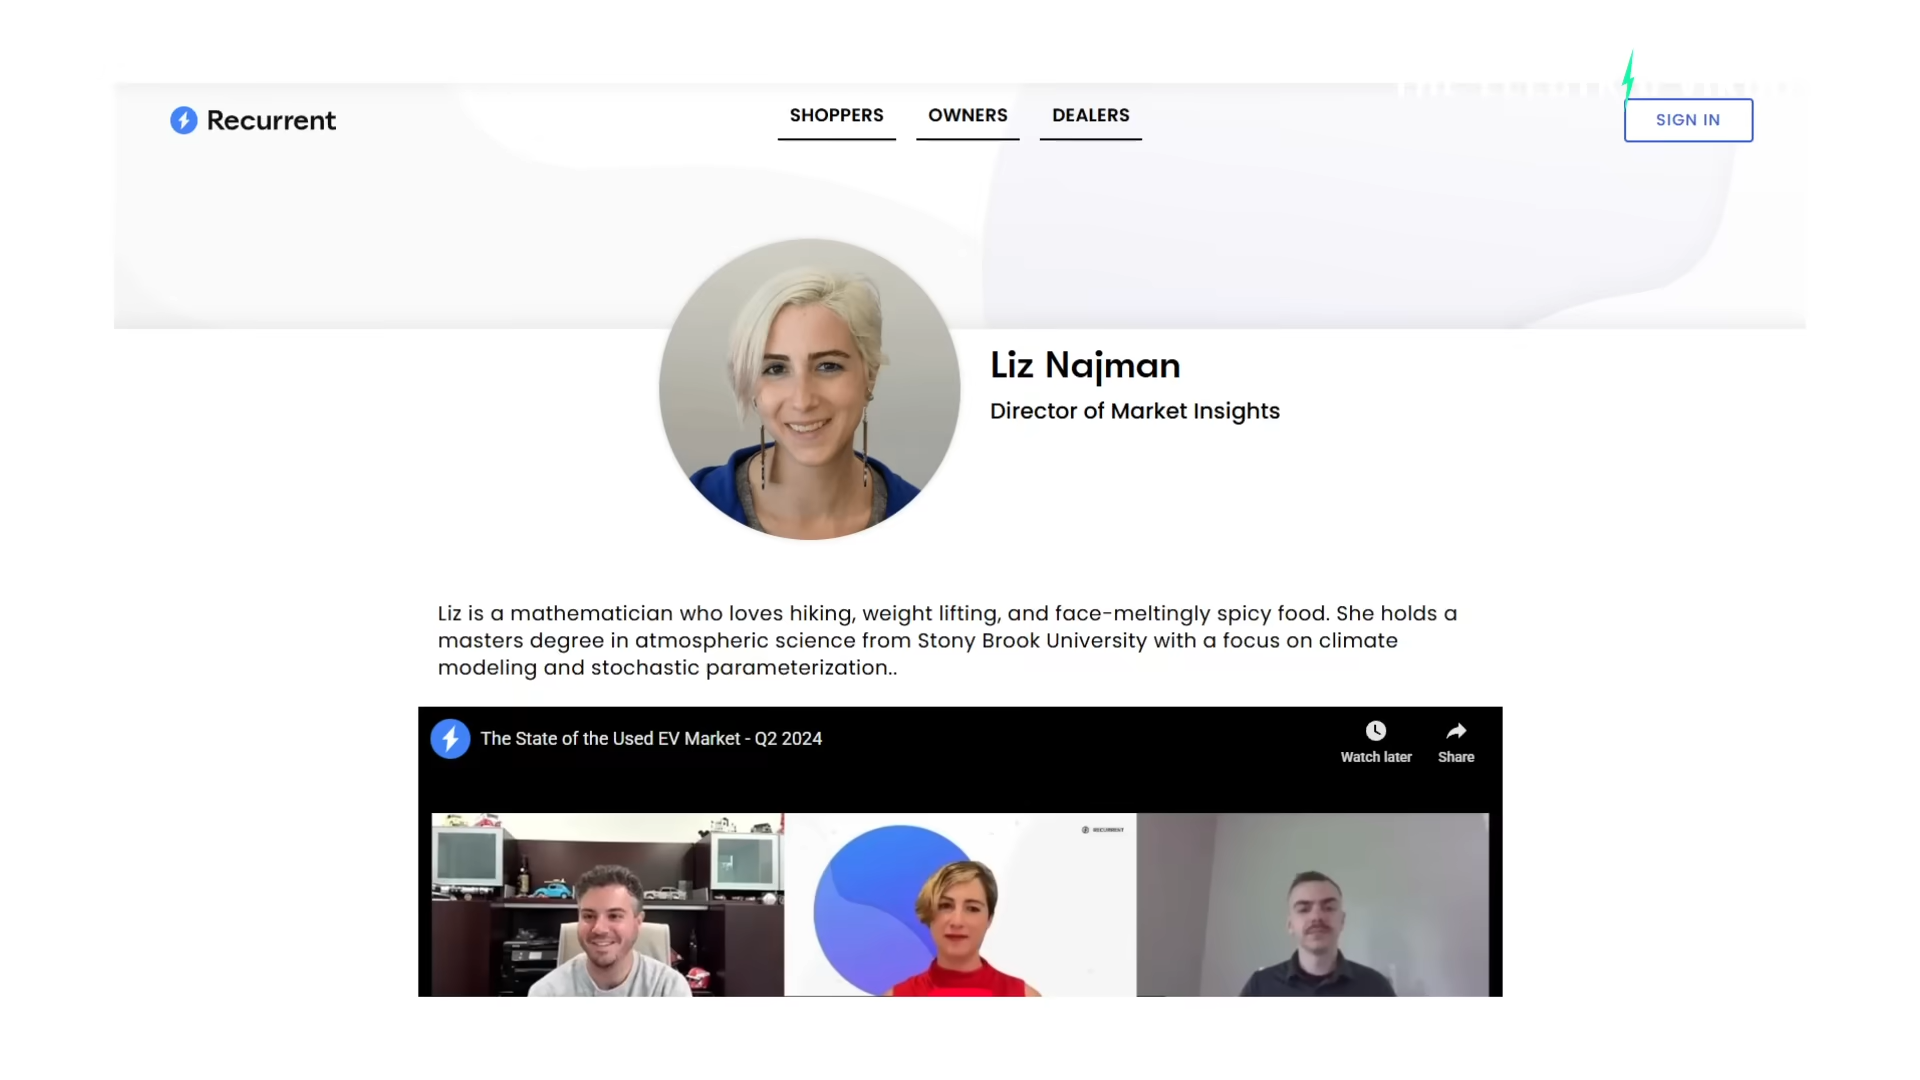 Recurrent
SHOPPERS
OWNERS
DEALERS
SIGN IN
Liz Najman
Director of Market Insights
Liz is a mathematician who loves hiking, weight lifting, and face-meltingly spicy food. She holds a
masters degree in atmospheric science from Stony Brook University with a focus on climate
modeling and stochastic parameterization..
The State of the Used EV Market - Q2 2024
Watch later
Share
RECURRENT